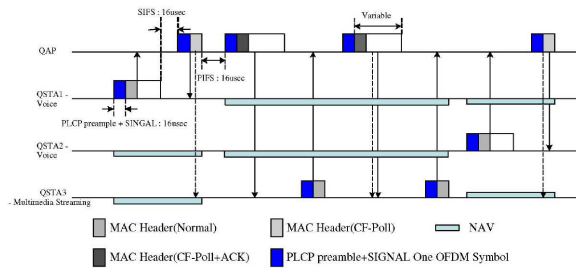 SIFS : 16usec
Variable
QAP
PIFS : 16usec
QSTA1 -
Voice
PLCP preamble + SINGAL : 16usec
QSTA2 -
Voice
QSTA3
- Multimedia Streaming
MAC Header(Normal)
MAC Header(CF-Poll)
NAV
MAC Header(CF-Poll+ACK)
PLCP preamble+SIGNAL One OFDM Symbol